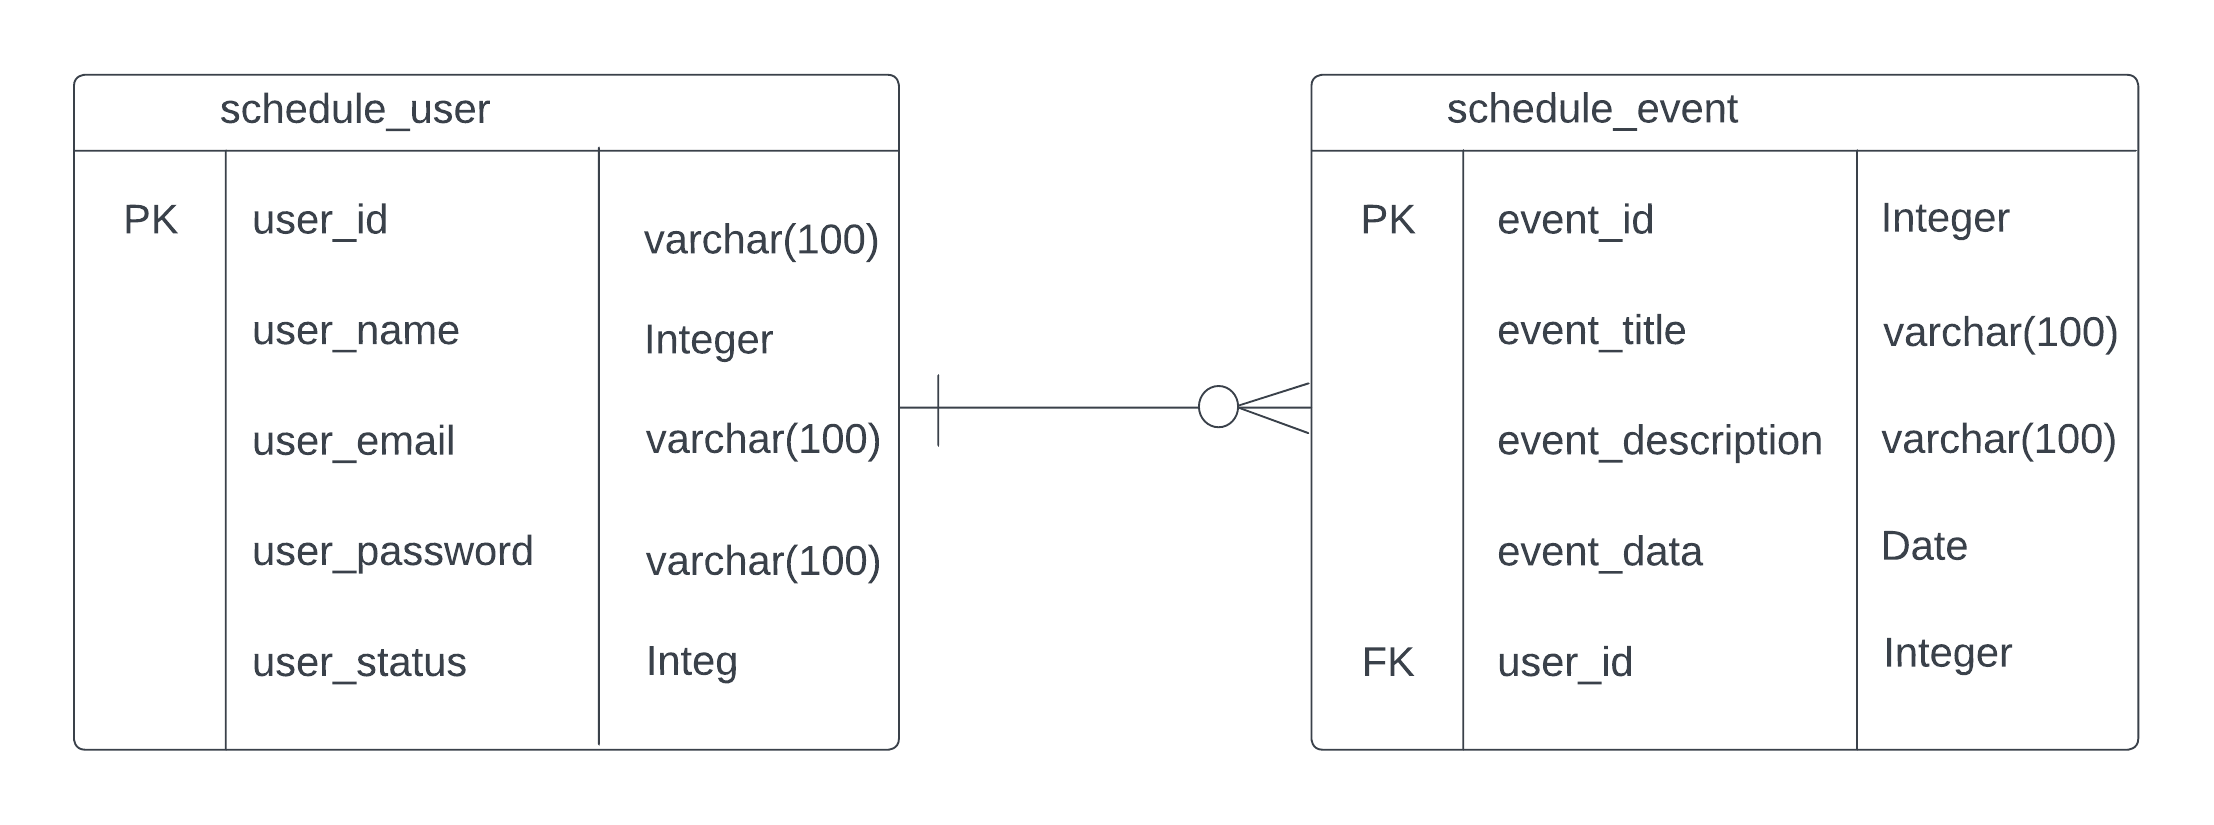 schedule_user
PK user_id varchar(100)
user_name Integer
user_email varchar(100)
user_password varchar(100)
user_status Integ
schedule_event
PK event_id Integer
event_title varchar(100)
event_description varchar(100)
event_data Date
FK user_id Integer